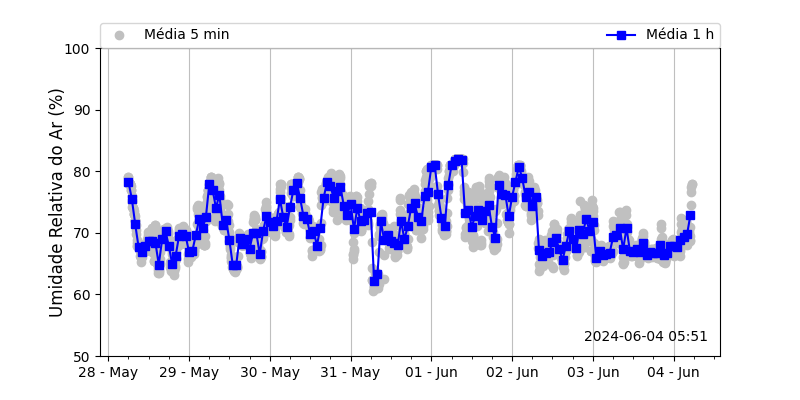 Média 5 min
Média 1 h
Umidade Relativa do Ar (%)
100
90
80
70
60
50
2024-06-04 05:51
28 - May
29 - May
30 - May
31 - May
01 - Jun
02 - Jun
03 - Jun
04 - Jun